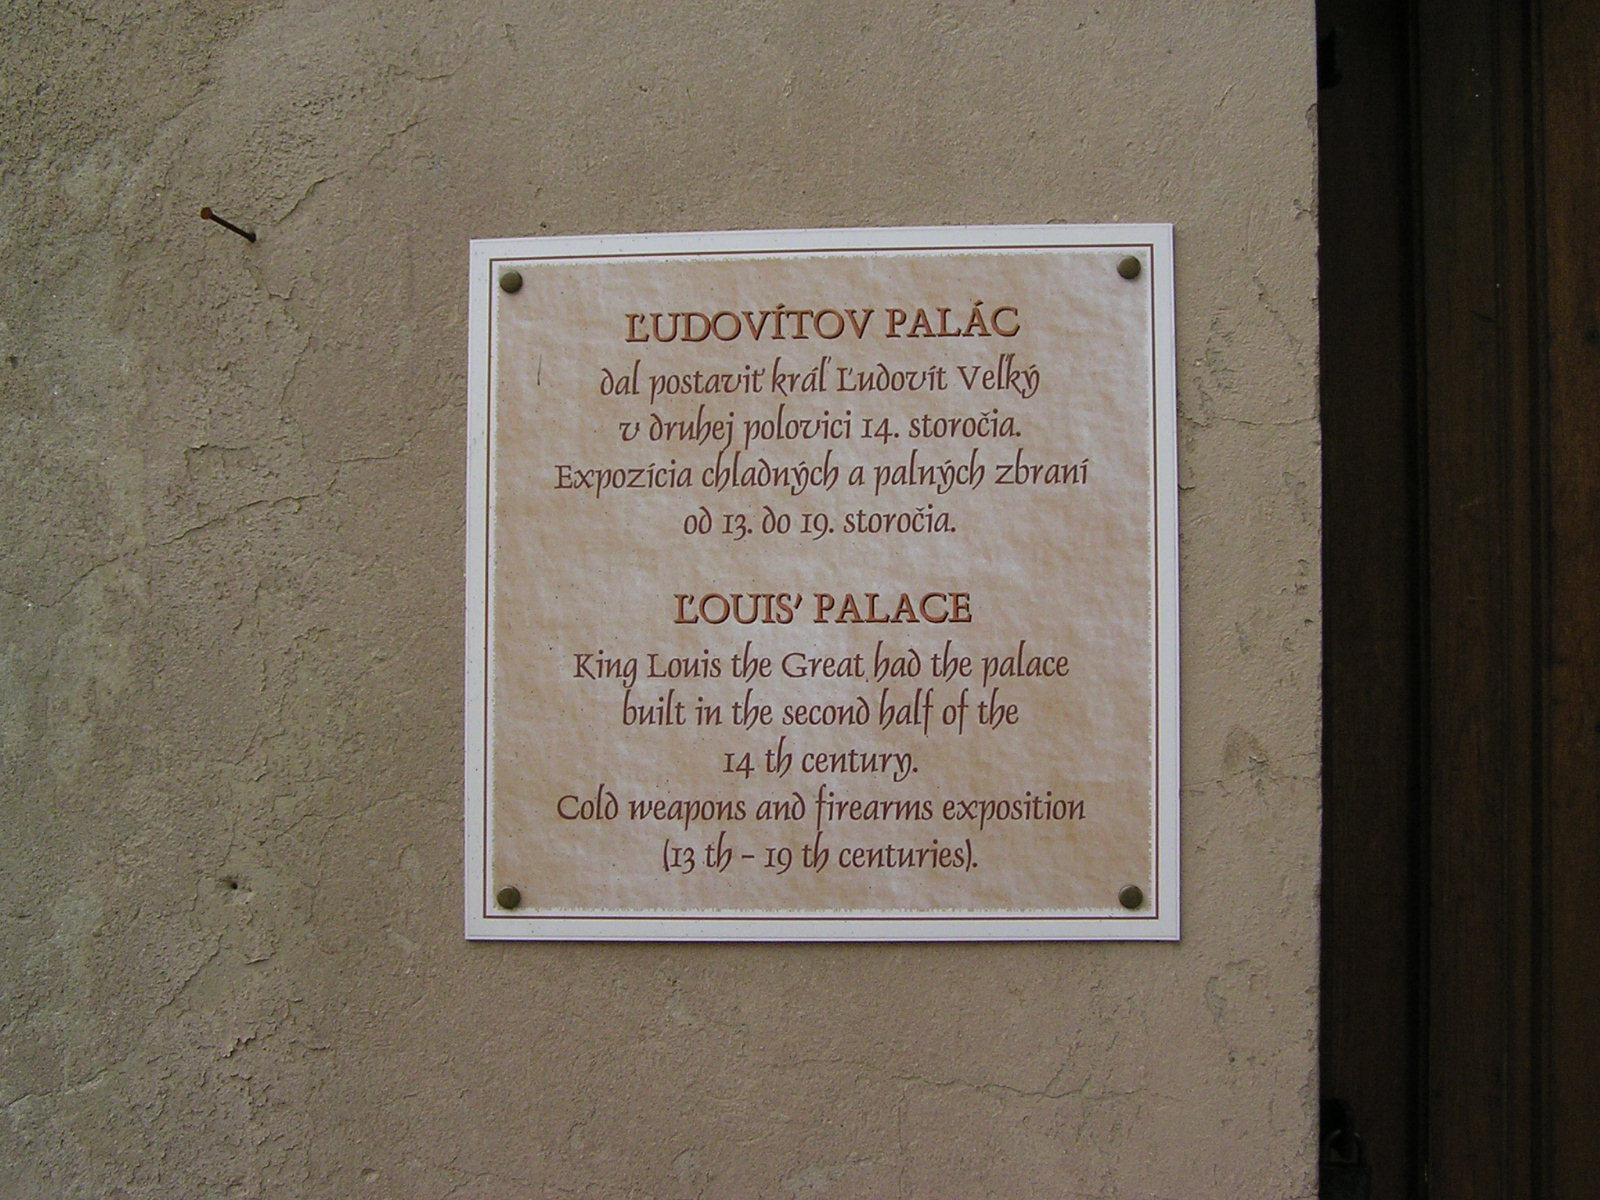 ĽUDOVÍTOV PALÁC
dal postaviť kráľ Ľudovít Veľký
v druhej polovici 14. storočia.
Expozícia chladných a palných zbraní
od 13. do 19. storočia.
ĽOUIS' PALACE
King Louis the Great had the palace
built in the second half of the
14 th century.
Cold weapons and firearms exposition
(13 th - 19 th centuries).